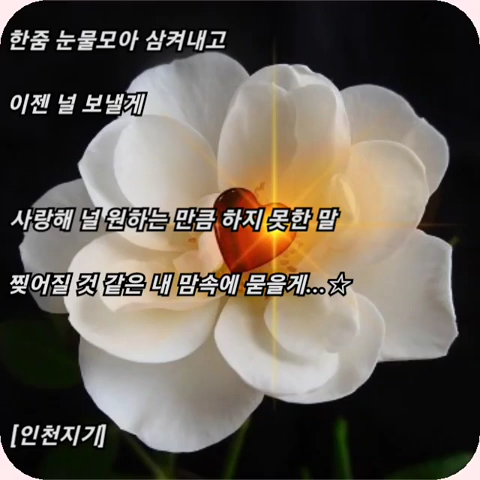 한줌 눈물모아 삼켜내고
이젠 널 보낼게
사랑해 널 원하는 만큼 하지 못한 말
찢어질 것 같은 내 맘속에 묻을게...☆
[인천지기]